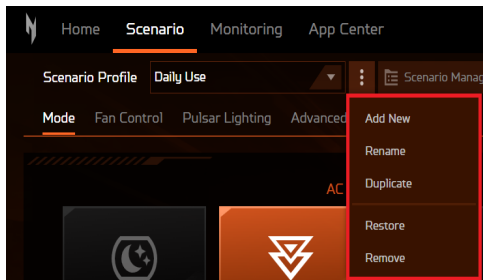 Home Scenario Monitoring App Center
Scenario Profile Daily Use Scenario Manag
Mode Fan Control Pulsar Lighting Advanced
Add New
Rename
Duplicate
Restore
Remove
AC